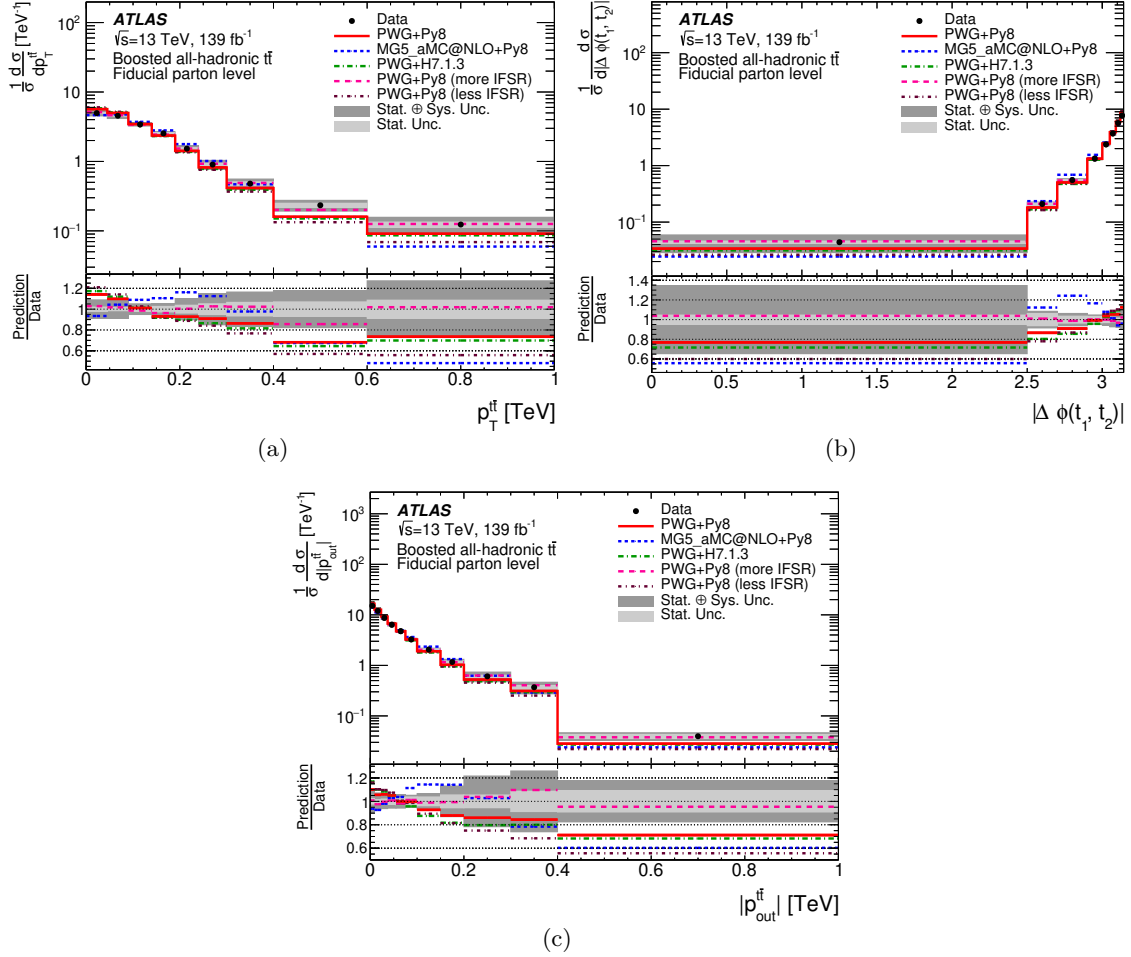 ATLAS
√s=13 TeV, 139 fb⁻¹
Boosted all-hadronic tt̄
Fiducial parton level
Data
PWG+Py8
MG5_aMC@NLO+Py8
PWG+H7.1.3
PWG+Py8 (more IFSR)
PWG+Py8 (less IFSR)
Stat. ⊕ Sys. Unc.
Stat. Unc.
1/σ dσ/dp_T^tt̄ [TeV⁻¹]
10²
10
1
10⁻¹
Prediction/Data
1.2
1
0.8
0.6
0 0.2 0.4 0.6 0.8 1
p_T^tt̄ [TeV]
(a)
ATLAS
√s=13 TeV, 139 fb⁻¹
Boosted all-hadronic tt̄
Fiducial parton level
Data
PWG+Py8
MG5_aMC@NLO+Py8
PWG+H7.1.3
PWG+Py8 (more IFSR)
PWG+Py8 (less IFSR)
Stat. ⊕ Sys. Unc.
Stat. Unc.
1/σ dσ/d|Δ φ(t₁, t₂)|
10²
10
1
10⁻¹
Prediction/Data
1.4
1.2
1
0.8
0.6
0 0.5 1 1.5 2 2.5 3
|Δ φ(t₁, t₂)|
(b)
ATLAS
√s=13 TeV, 139 fb⁻¹
Boosted all-hadronic tt̄
Fiducial parton level
Data
PWG+Py8
MG5_aMC@NLO+Py8
PWG+H7.1.3
PWG+Py8 (more IFSR)
PWG+Py8 (less IFSR)
Stat. ⊕ Sys. Unc.
Stat. Unc.
1/σ dσ/d|p_out^tt̄| [TeV⁻¹]
10³
10²
10
1
10⁻¹
Prediction/Data
1.2
1
0.8
0.6
0 0.2 0.4 0.6 0.8 1
|p_out^tt̄| [TeV]
(c)